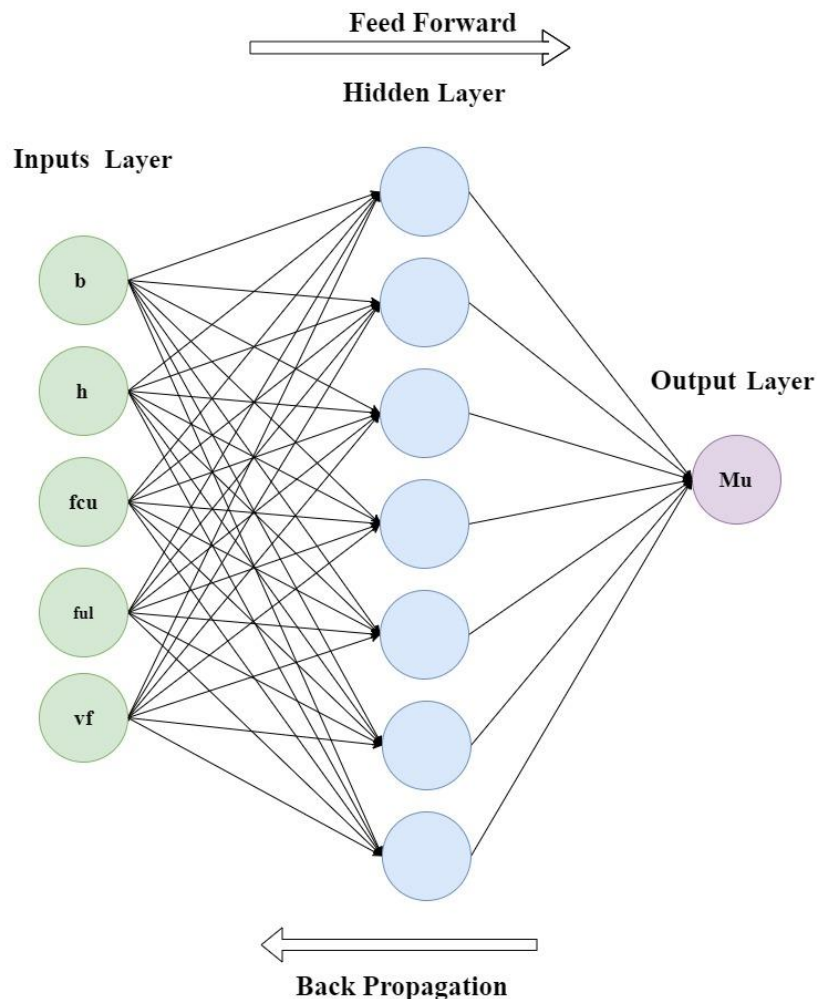 Feed Forward
Hidden Layer
Inputs Layer
b
h
fcu
ful
vf
Output Layer
Mu
Back Propagation